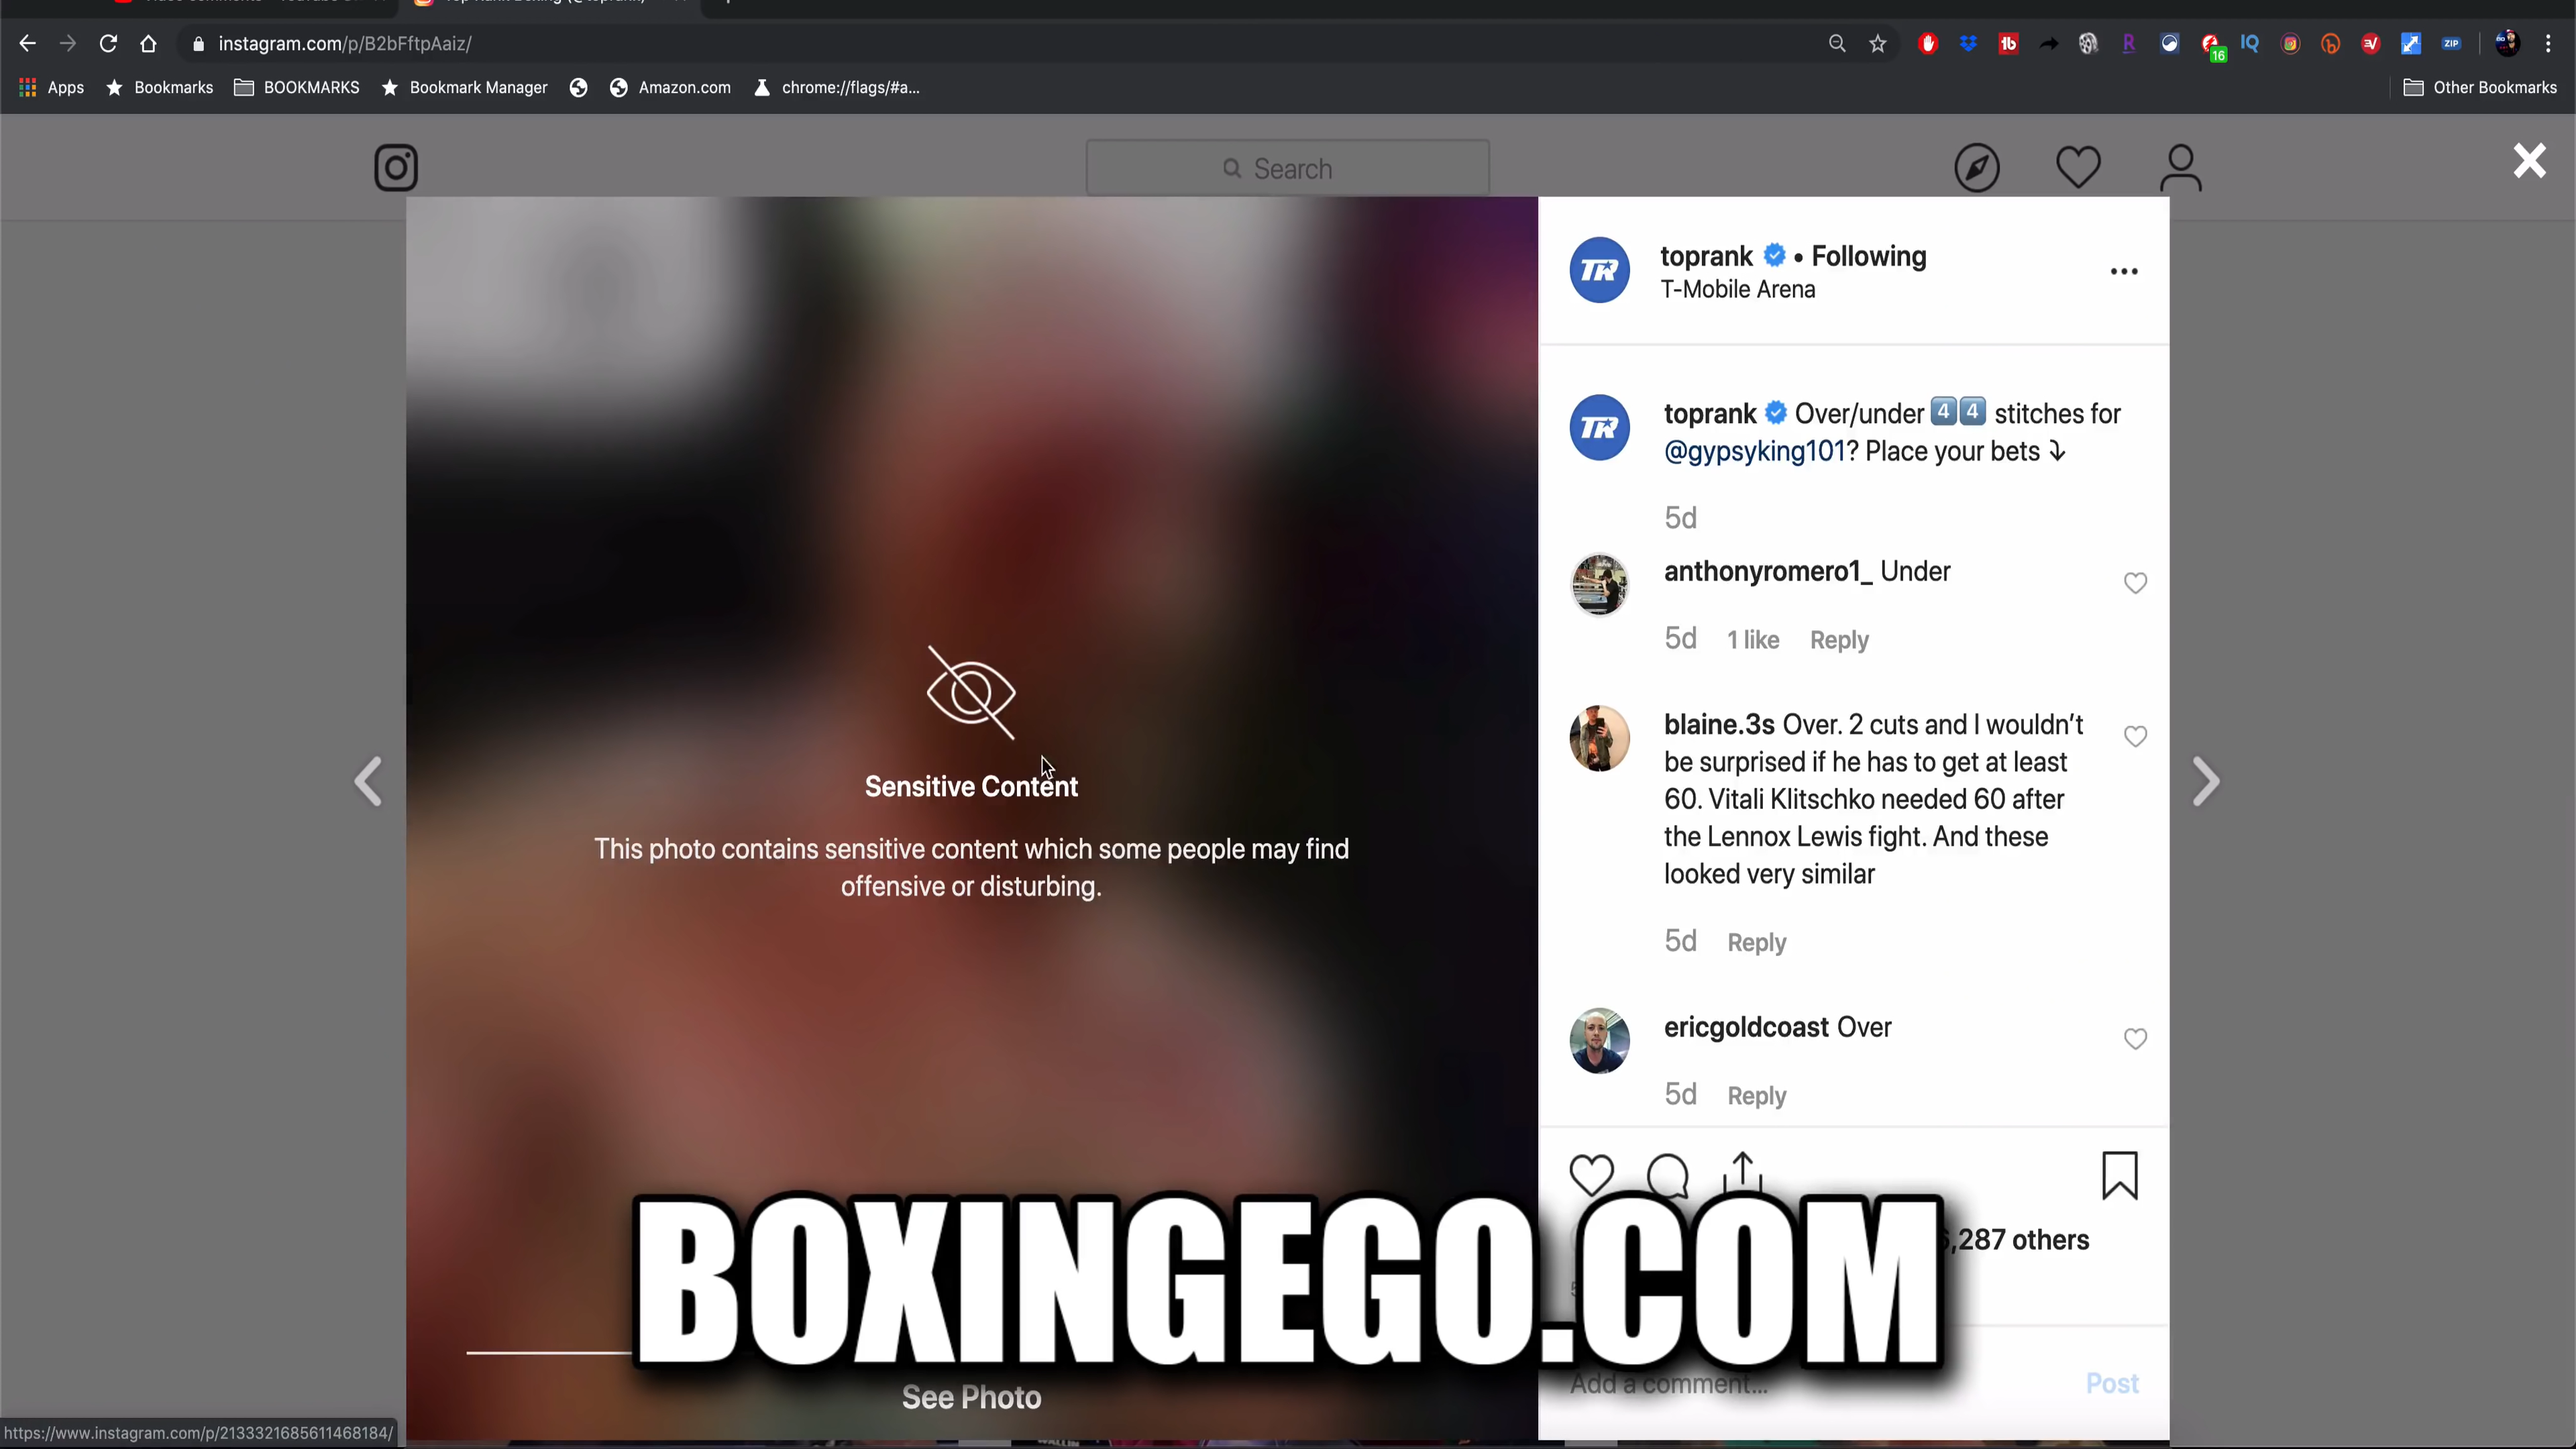 instagram.com/p/B2bFftpAaiz/
16
ZIP
Apps
Bookmarks
BOOKMARKS
Bookmark Manager
Amazon.com
chrome://flags/#a...
Other Bookmarks
Search
TR
toprank • Following
T-Mobile Arena
TR
toprank Over/under 4️⃣4️⃣ stitches for
@gypsyking101? Place your bets ⤵
5d
anthonyromero1_ Under
5d 1 like Reply
blaine.3s Over. 2 cuts and I wouldn't
be surprised if he has to get at least
60. Vitali Klitschko needed 60 after
the Lennox Lewis fight. And these
looked very similar
5d Reply
ericgoldcoast Over
5d Reply
Sensitive Content
This photo contains sensitive content which some people may find
offensive or disturbing.
,287 others
BOXINGEGO.COM
See Photo
Add a comment...
Post
https://www.instagram.com/p/2133321685611468184/